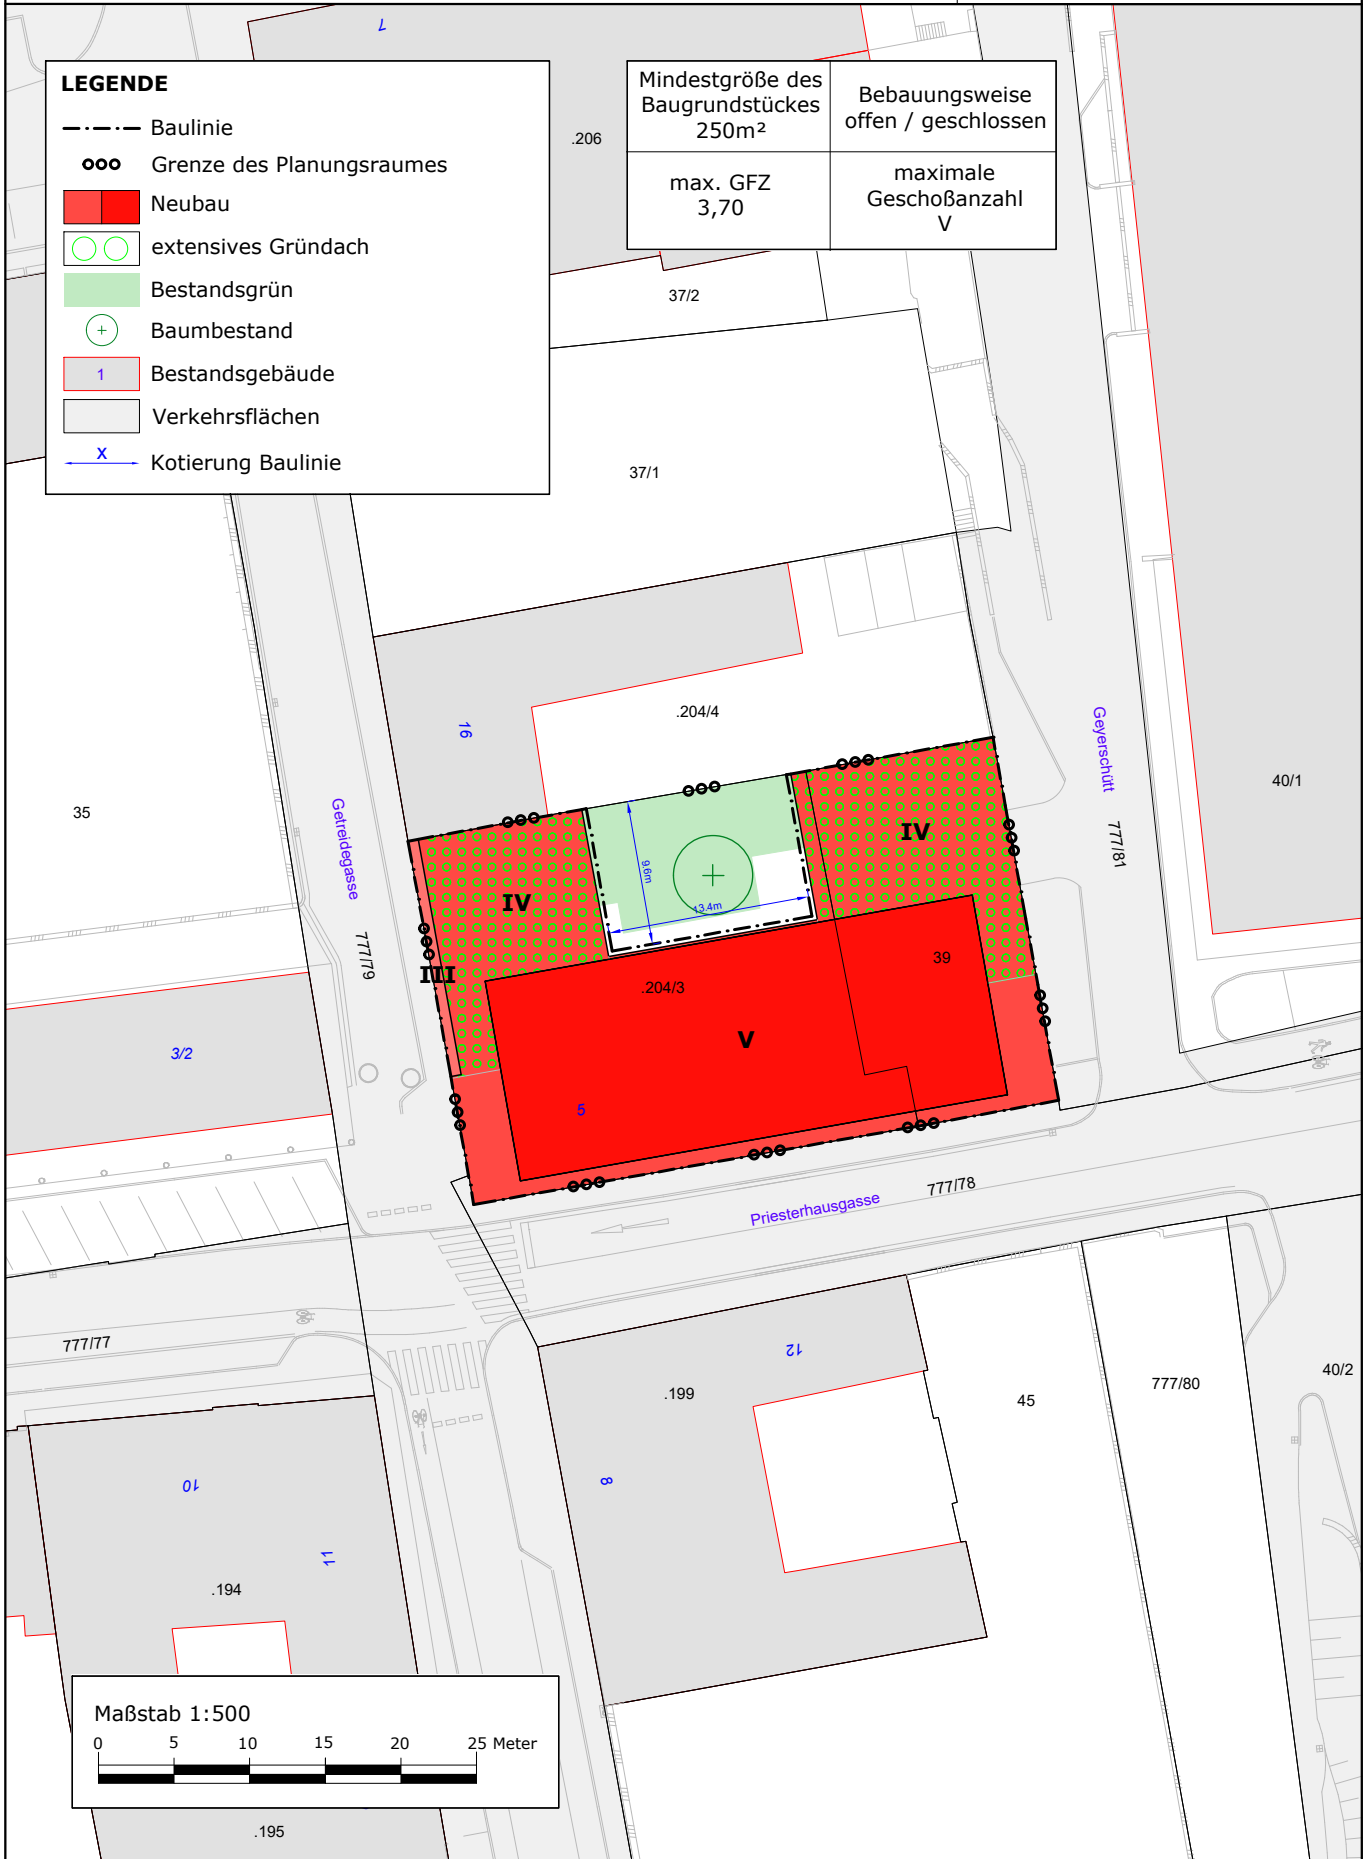 7
LEGENDE
Baulinie
Grenze des Planungsraumes
Neubau
extensives Gründach
Bestandsgrün
Baumbestand
1
Bestandsgebäude
Verkehrsflächen
x
Kotierung Baulinie
Mindestgröße des
Baugrundstückes
250m²
Bebauungsweise
offen / geschlossen
max. GFZ
3,70
maximale
Geschoßanzahl
V
.206
37/2
37/1
.204/4
16
35
Getreidegasse
777/79
Geyerschütt
777/81
40/1
IV
IV
9.6m
13.4m
III
39
.204/3
V
5
3/2
777/78
Priesterhausgasse
777/77
12
.199
45
777/80
40/2
8
10
11
.194
Maßstab 1:500
0 5 10 15 20 25 Meter
.195